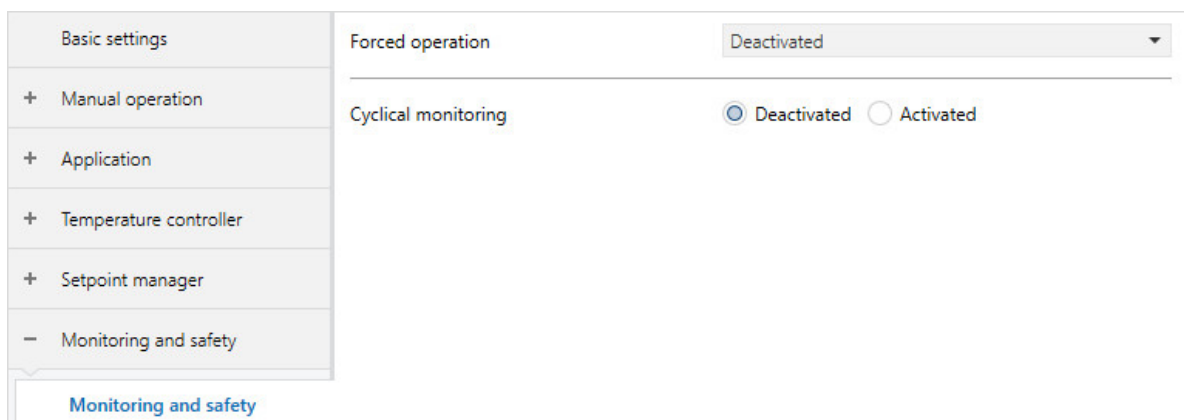 Basic settings
Forced operation
Deactivated
+ Manual operation
Cyclical monitoring
Deactivated
Activated
+ Application
+ Temperature controller
+ Setpoint manager
− Monitoring and safety
Monitoring and safety